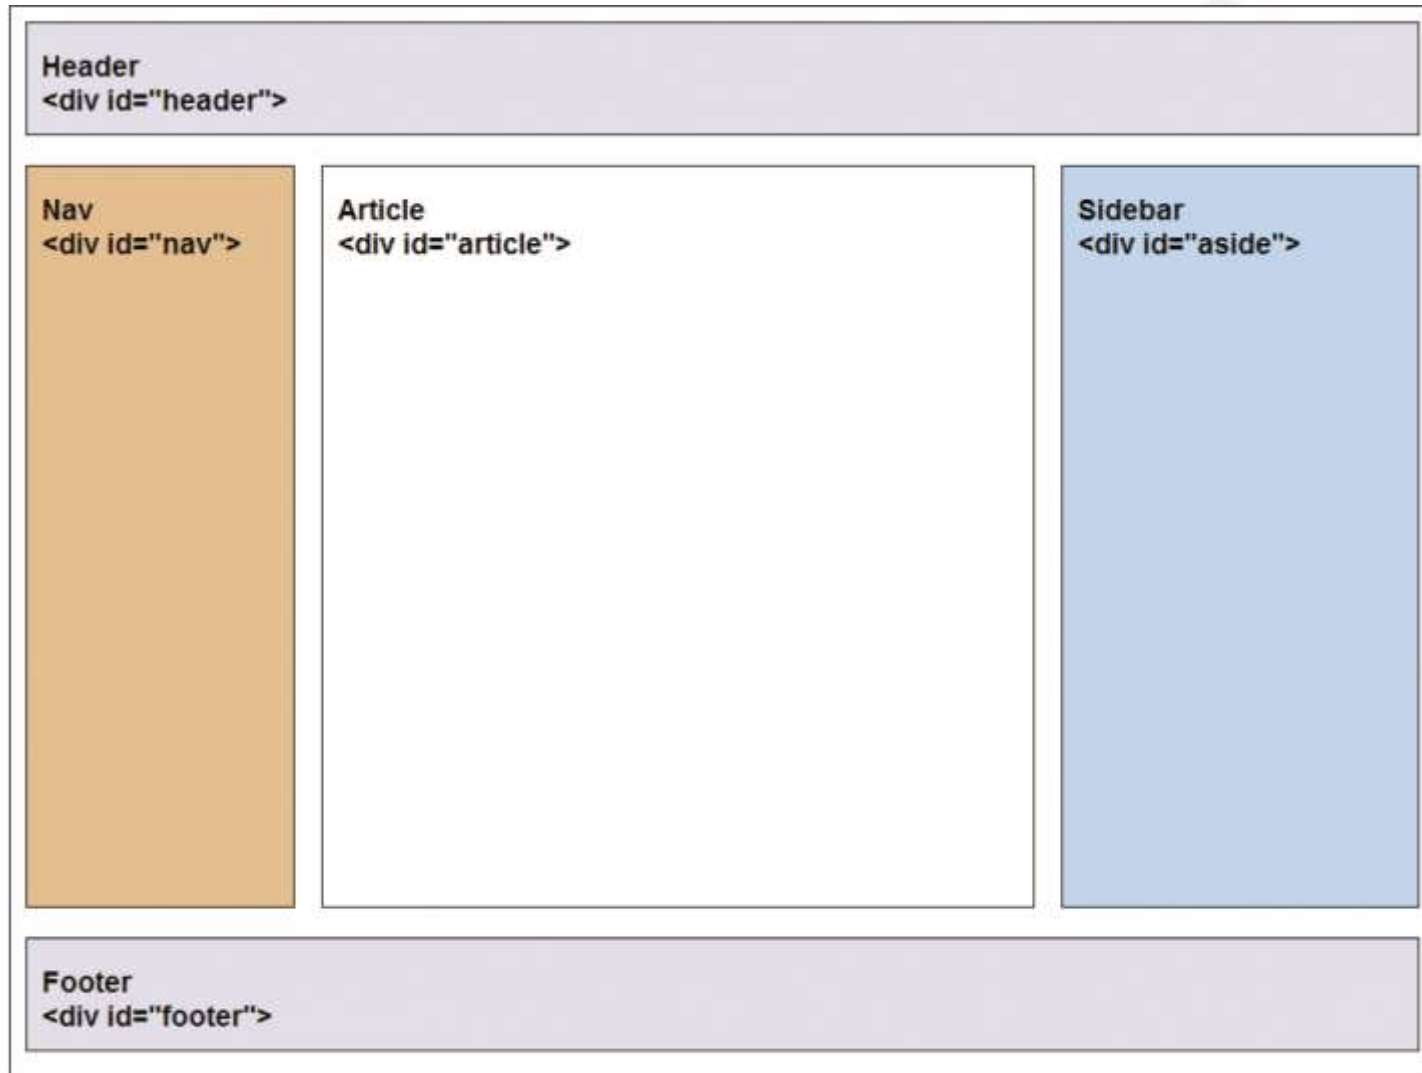 Header
<div id="header">
Nav
<div id="nav">
Article
<div id="article">
Sidebar
<div id="aside">
Footer
<div id="footer">